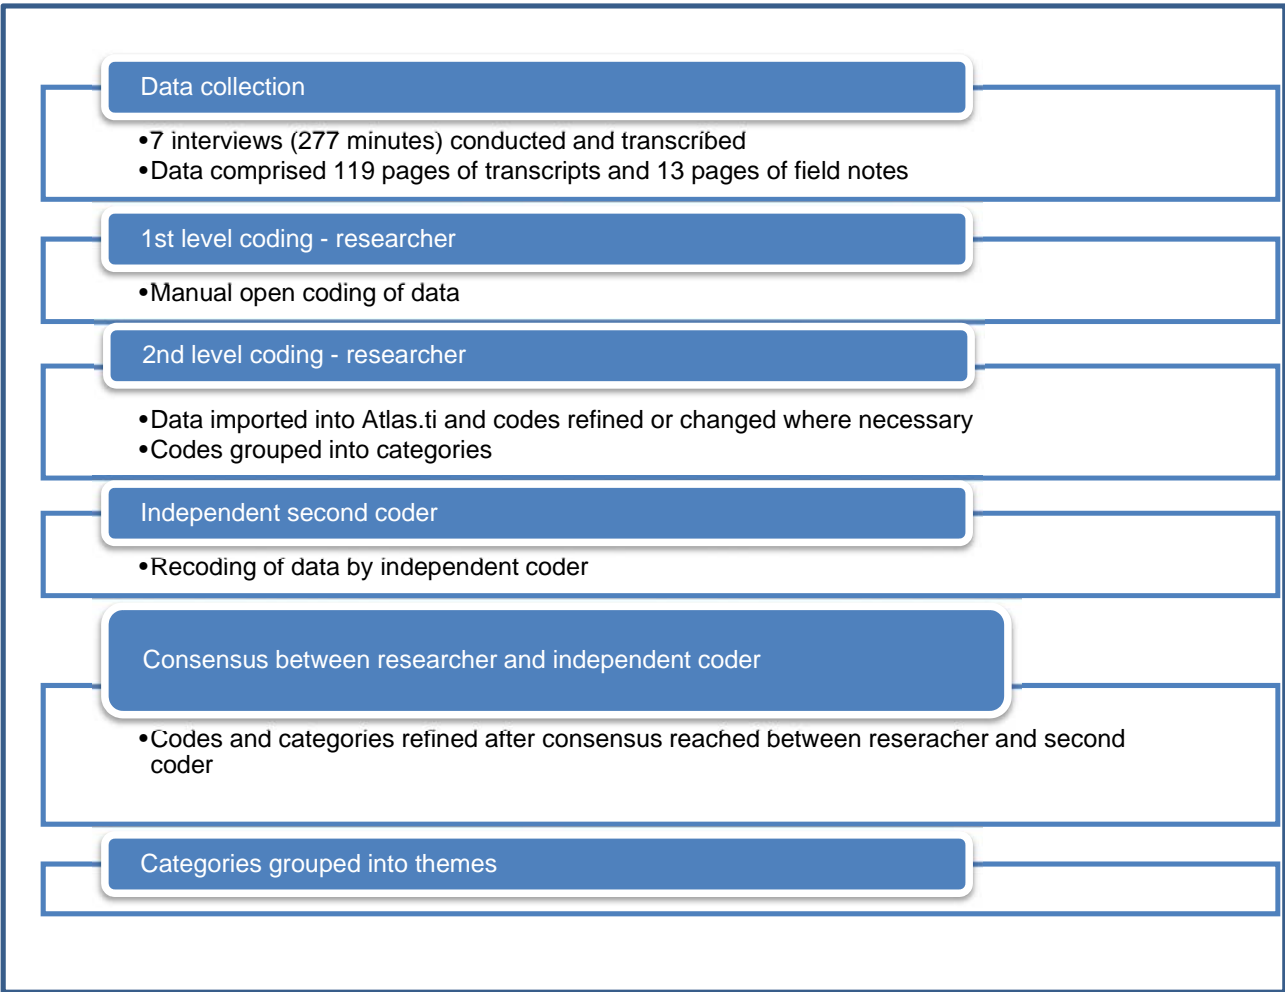 Data collection
•7 interviews (277 minutes) conducted and transcribed
•Data comprised 119 pages of transcripts and 13 pages of field notes
1st level coding - researcher
•Manual open coding of data
2nd level coding - researcher
•Data imported into Atlas.ti and codes refined or changed where necessary
•Codes grouped into categories
Independent second coder
•Recoding of data by independent coder
Consensus between researcher and independent coder
•Codes and categories refined after consensus reached between reseracher and second
coder
Categories grouped into themes